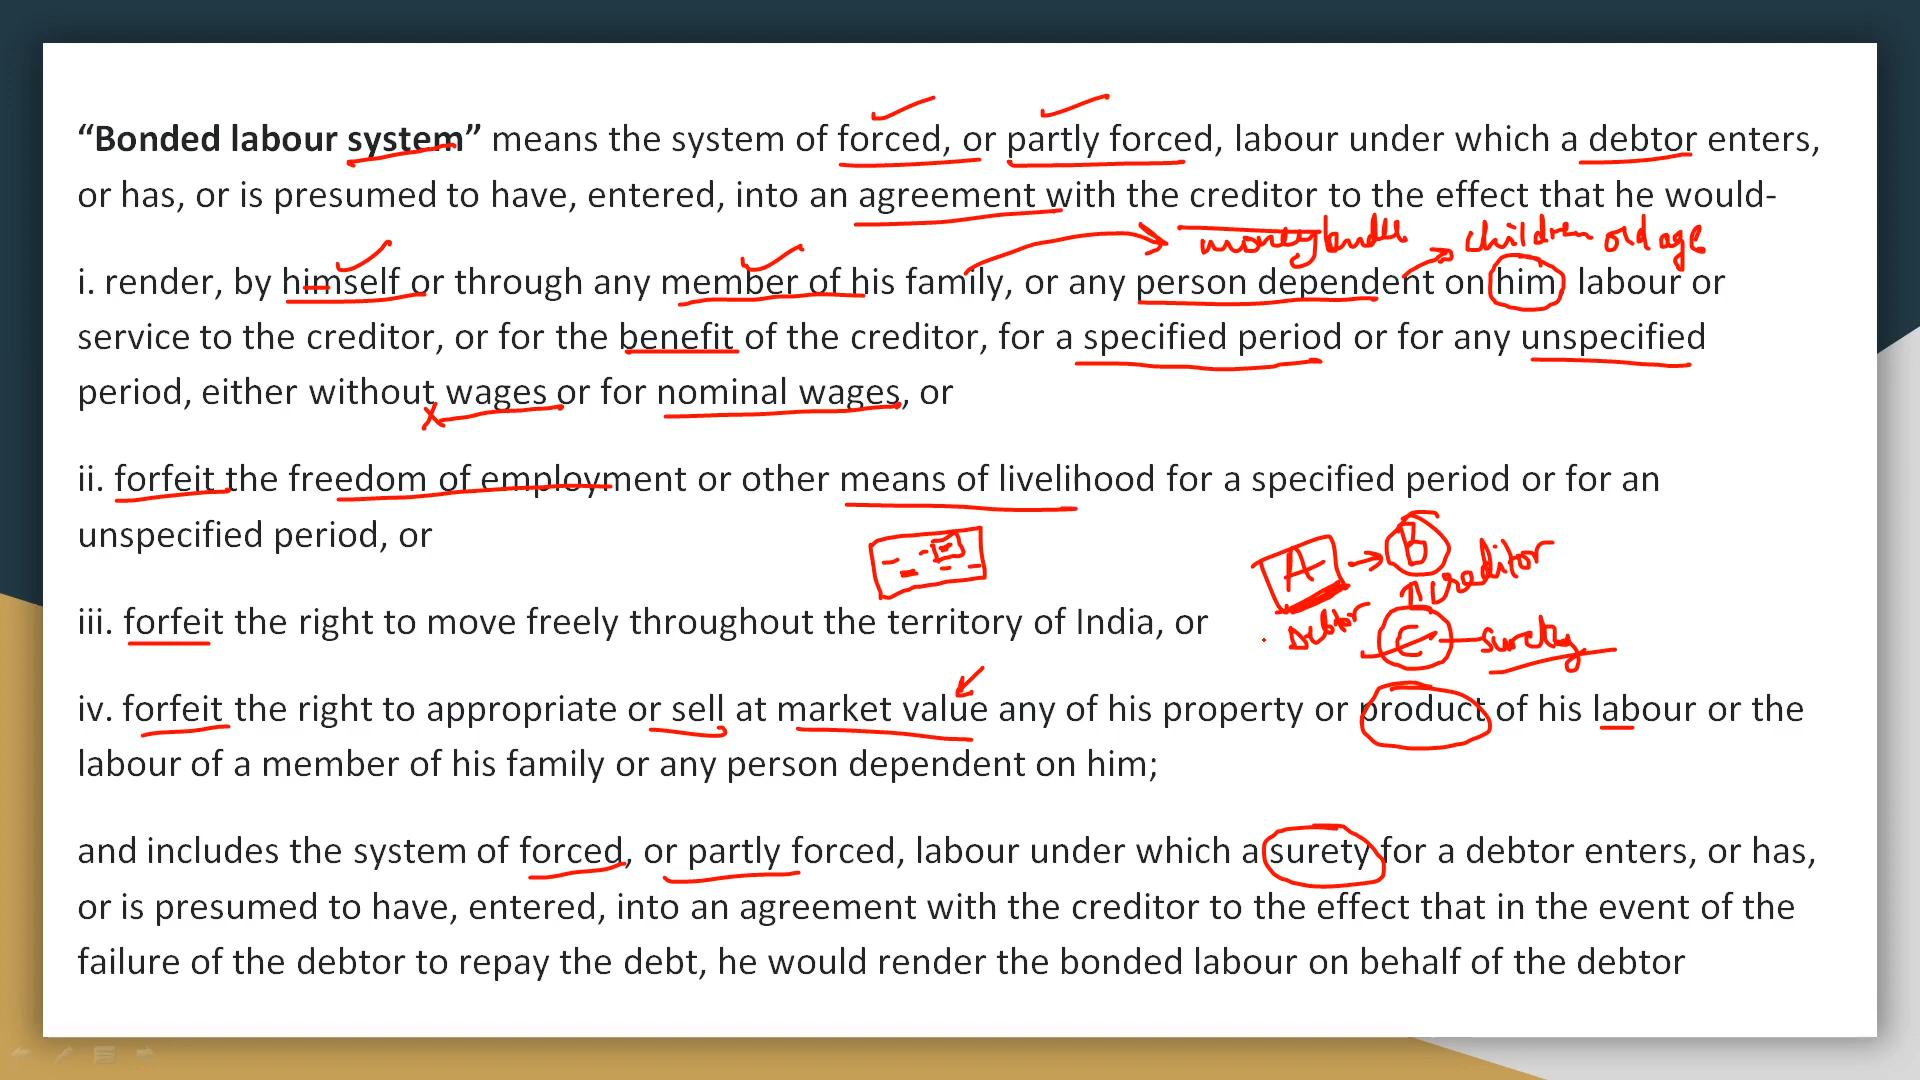 “Bonded labour system” means the system of forced, or partly forced, labour under which a debtor enters,
or has, or is presumed to have, entered, into an agreement with the creditor to the effect that he would-
children old age
i. render, by himself or through any member of his family, or any person dependent on him labour or
service to the creditor, or for the benefit of the creditor, for a specified period or for any unspecified
period, either without wages or for nominal wages, or
ii. forfeit the freedom of employment or other means of livelihood for a specified period or for an
unspecified period, or
A B
creditor
iii. forfeit the right to move freely throughout the territory of India, or
Debtor C surety
iv. forfeit the right to appropriate or sell at market value any of his property or product of his labour or the
labour of a member of his family or any person dependent on him;
and includes the system of forced, or partly forced, labour under which a surety for a debtor enters, or has,
or is presumed to have, entered, into an agreement with the creditor to the effect that in the event of the
failure of the debtor to repay the debt, he would render the bonded labour on behalf of the debtor